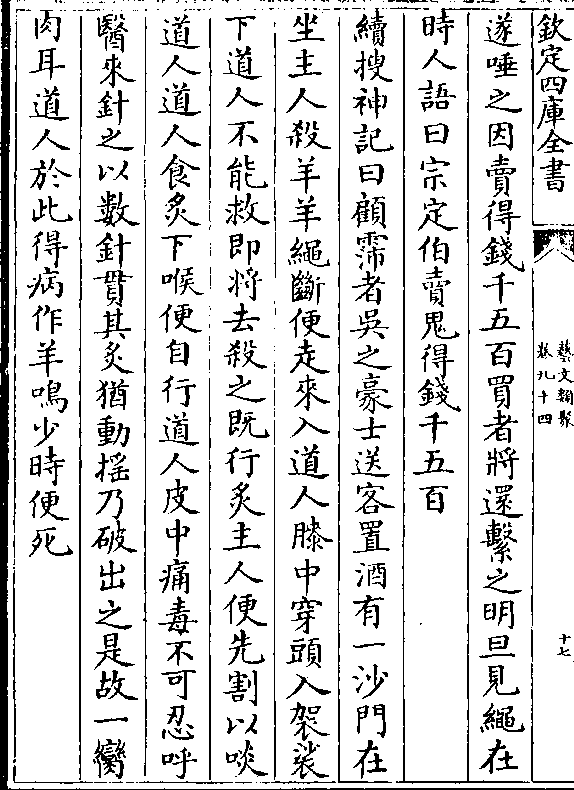 欽定四庫全書
藝文類聚
卷九十四
十七
遂唾之因賣得錢千五百買者將還繫之明旦見繩在
時人語曰宗定伯賣鬼得錢千五百
續搜神記曰顧霈者吳之豪士送客置酒有一沙門在
坐主人殺羊羊繩斷便走來入道人膝中穿頭入袈裟
下道人不能救即將去殺之既行炙主人便先割以啖
道人道人食炙下喉便自行道人皮中痛毒不可忍呼
醫來針之以數針貫其炙猶動搖乃破出之是故一臠
肉耳道人於此得病作羊鳴少時便死